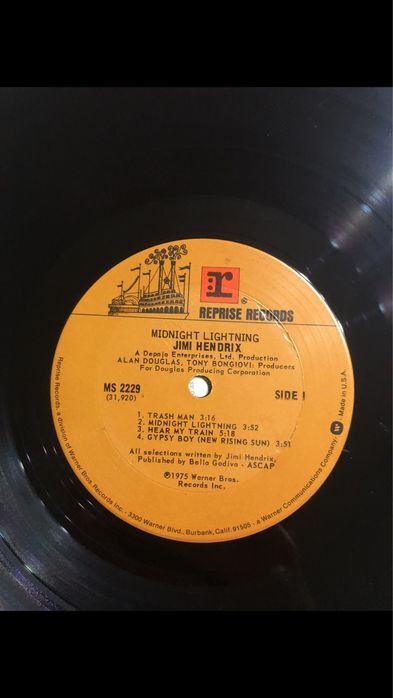 r
®
REPRISE RECORDS
MIDNIGHT LIGHTNING
JIMI HENDRIX
A Depajo Enterprises, Ltd. Production
ALAN DOUGLAS, TONY BONGIOVI: Producers
For Douglas Producing Corporation
MS 2229
(31,920)
SIDE 1
1. TRASH MAN 3:16
2. MIDNIGHT LIGHTNING 3:52
3. HEAR MY TRAIN 5:18
4. GYPSY BOY (NEW RISING SUN) 3:51
All selections written by Jimi Hendrix,
Published by Bella Godiva - ASCAP
℗1975 Warner Bros.
Records Inc.
Reprise Records, a division of Warner Bros. Records Inc. · 3300 Warner Blvd., Burbank, Calif. 91505 · a Warner Communications Company · Made in U.S.A.